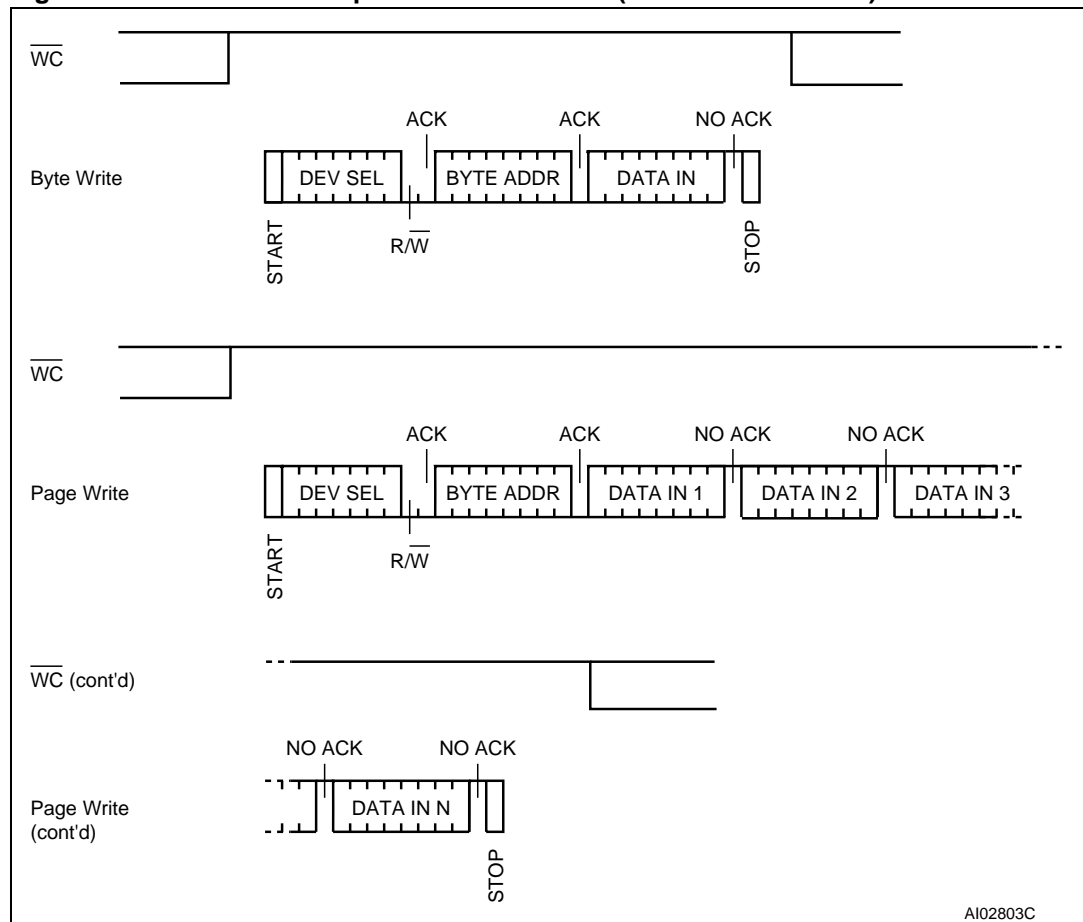 WC
ACK ACK NO ACK
Byte Write DEV SEL BYTE ADDR DATA IN
R/W
START
STOP
WC
ACK ACK NO ACK NO ACK
Page Write DEV SEL BYTE ADDR DATA IN 1 DATA IN 2 DATA IN 3
R/W
START
WC (cont'd)
NO ACK NO ACK
Page Write
(cont'd)
DATA IN N
STOP
AI02803C